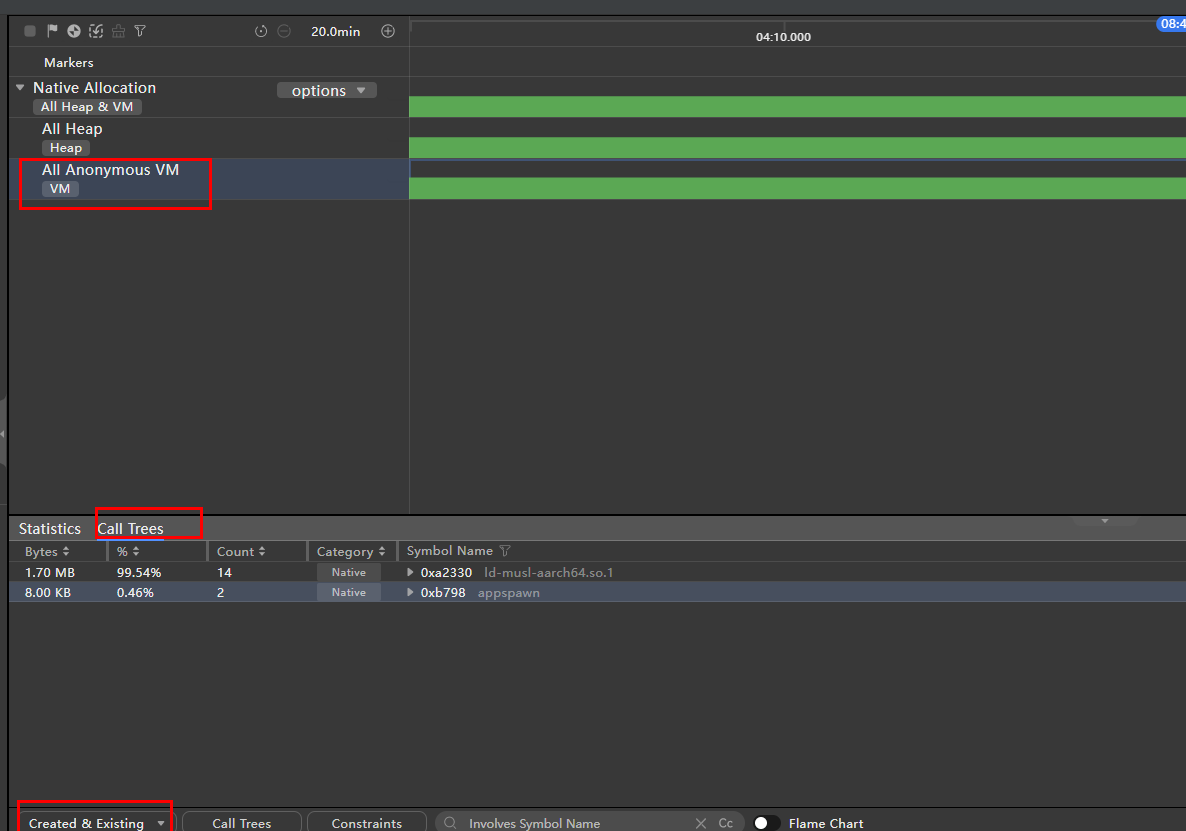 20.0min
04:10.000
08:4
Markers
Native Allocation
options
All Heap & VM
All Heap
Heap
All Anonymous VM
VM
Statistics Call Trees
Bytes % Count Category Symbol Name
1.70 MB 99.54% 14 Native 0xa2330 ld-musl-aarch64.so.1
8.00 KB 0.46% 2 Native 0xb798 appspawn
Created & Existing Call Trees Constraints Involves Symbol Name Cc Flame Chart